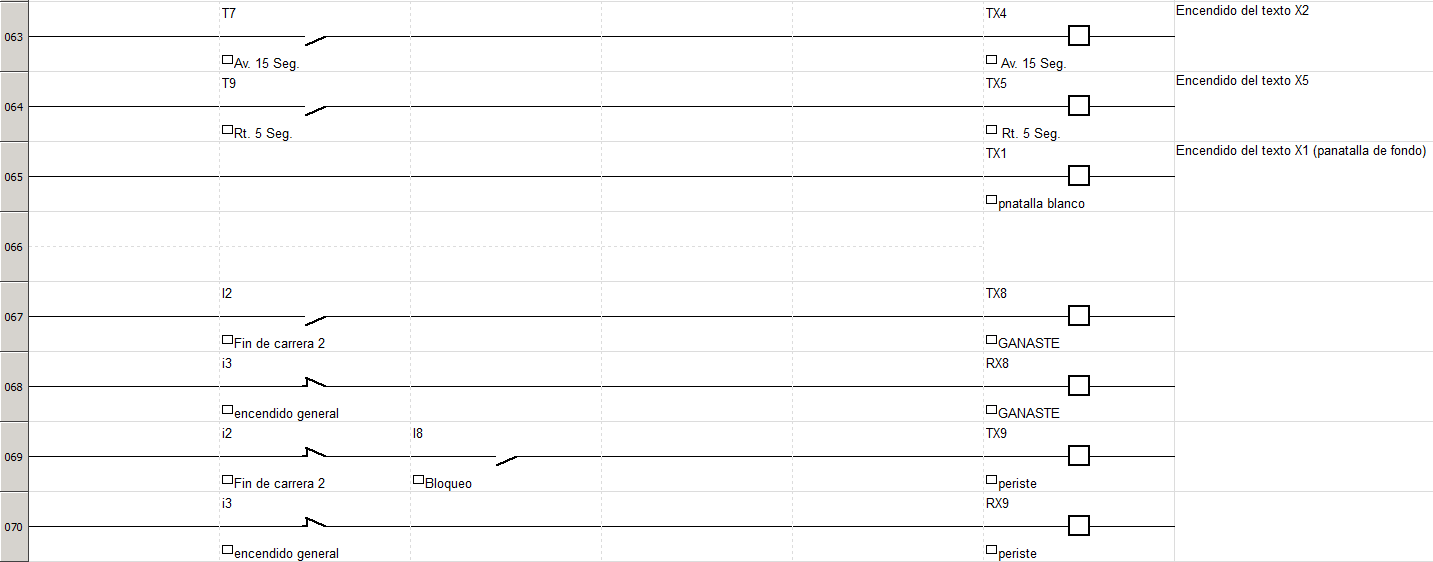 T7 TX4 Encendido del texto X2
063
Av. 15 Seg. Av. 15 Seg.
T9 TX5 Encendido del texto X5
064
Rt. 5 Seg. Rt. 5 Seg.
TX1 Encendido del texto X1 (panatalla de fondo)
065
pnatalla blanco
066
I2 TX8
067
Fin de carrera 2 GANASTE
i3 RX8
068
encendido general GANASTE
i2 I8 TX9
069
Fin de carrera 2 Bloqueo periste
i3 RX9
070
encendido general periste